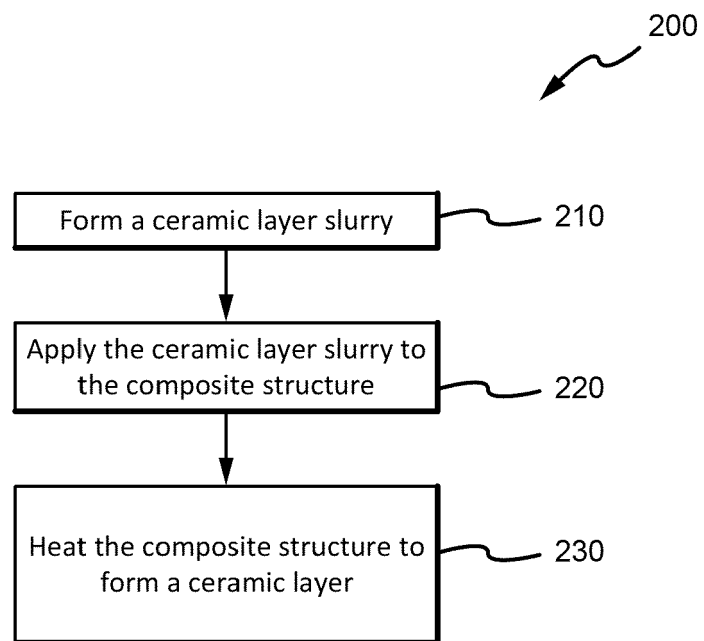 200
Form a ceramic layer slurry
210
Apply the ceramic layer slurry to
the composite structure
220
Heat the composite structure to
form a ceramic layer
230